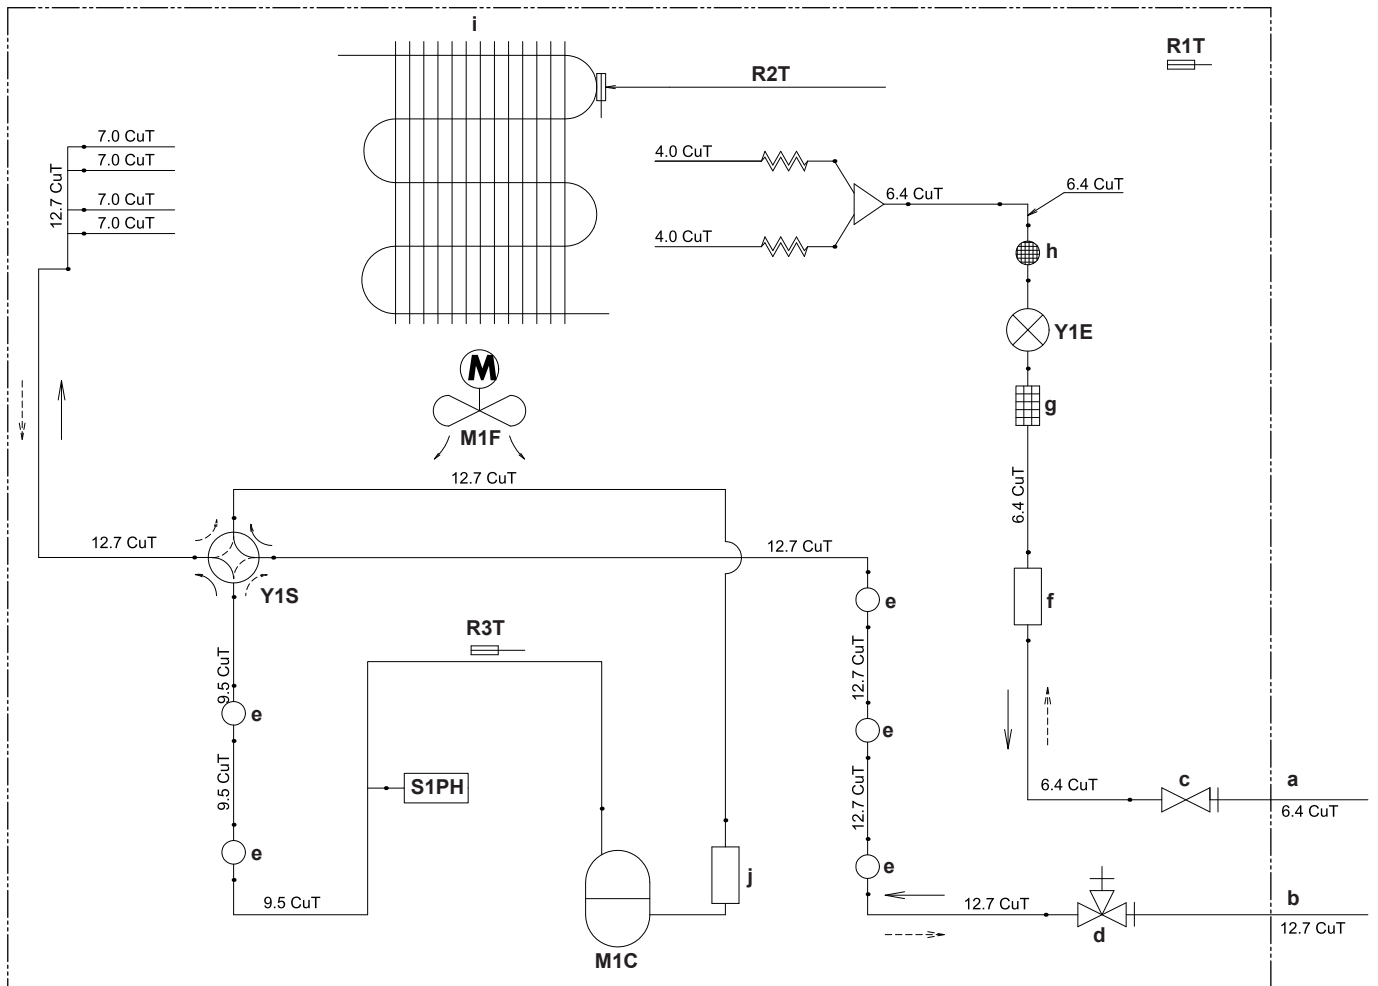 i
R1T
R2T
7.0 CuT
7.0 CuT
12.7 CuT
7.0 CuT
7.0 CuT
4.0 CuT
4.0 CuT
6.4 CuT
6.4 CuT
h
Y1E
g
M
M1F
12.7 CuT
6.4 CuT
12.7 CuT
12.7 CuT
Y1S
f
e
R3T
9.5 CuT
12.7 CuT
e
e
9.5 CuT
S1PH
12.7 CuT
c
a
6.4 CuT
6.4 CuT
e
e
j
9.5 CuT
12.7 CuT
b
12.7 CuT
d
M1C